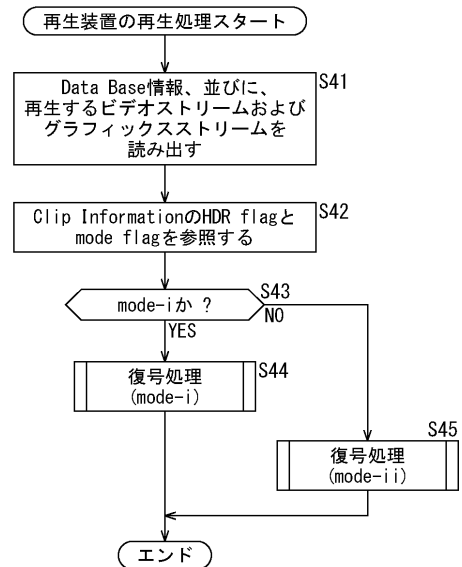 再生装置の再生処理スタート
S41
Data Base情報、並びに、
再生するビデオストリームおよび
グラフィックスストリームを
読み出す
S42
Clip InformationのHDR flagと
mode flagを参照する
S43
mode-iか ?
NO
YES
S44
復号処理
(mode-i)
S45
復号処理
(mode-ii)
エンド